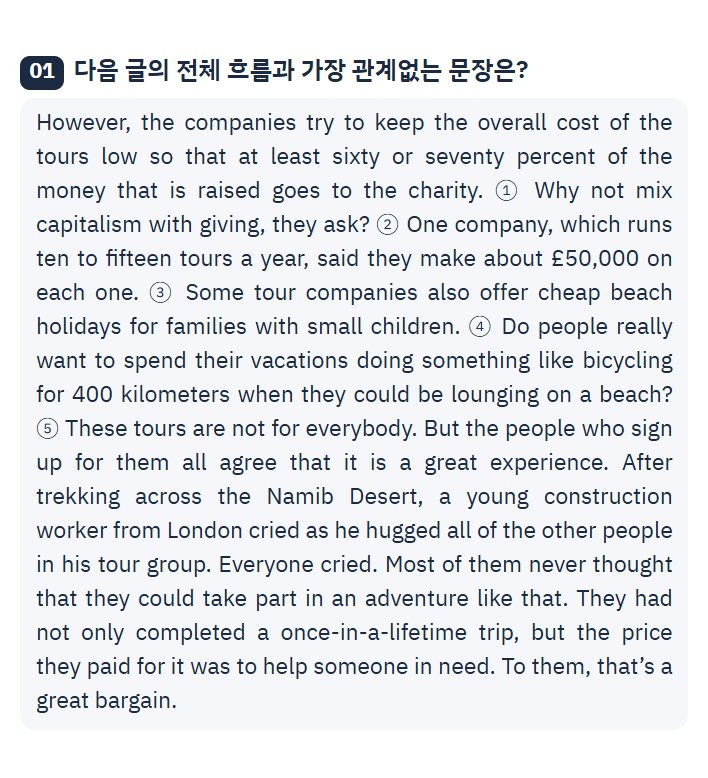 01 다음 글의 전체 흐름과 가장 관계없는 문장은?
However, the companies try to keep the overall cost of the
tours low so that at least sixty or seventy percent of the
money that is raised goes to the charity. ① Why not mix
capitalism with giving, they ask? ② One company, which runs
ten to fifteen tours a year, said they make about £50,000 on
each one. ③ Some tour companies also offer cheap beach
holidays for families with small children. ④ Do people really
want to spend their vacations doing something like bicycling
for 400 kilometers when they could be lounging on a beach?
⑤ These tours are not for everybody. But the people who sign
up for them all agree that it is a great experience. After
trekking across the Namib Desert, a young construction
worker from London cried as he hugged all of the other people
in his tour group. Everyone cried. Most of them never thought
that they could take part in an adventure like that. They had
not only completed a once-in-a-lifetime trip, but the price
they paid for it was to help someone in need. To them, that’s a
great bargain.